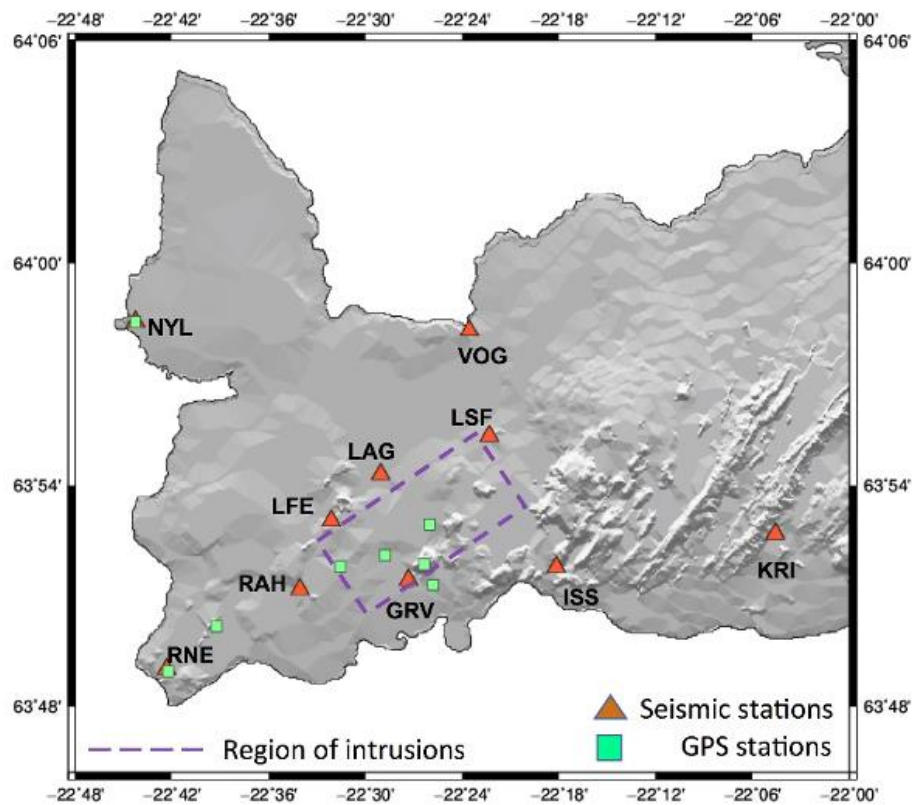 −22˚48' −22˚42' −22˚36' −22˚30' −22˚24' −22˚18' −22˚12' −22˚06' −22˚00'
64˚06' 64˚06'
64˚00' 64˚00'
NYL
VOG
LSF
LAG
63˚54' 63˚54'
LFE
KRI
RAH
ISS
GRV
RNE
Seismic stations
63˚48' 63˚48'
Region of intrusions
GPS stations
−22˚48' −22˚42' −22˚36' −22˚30' −22˚24' −22˚18' −22˚12' −22˚06' −22˚00'